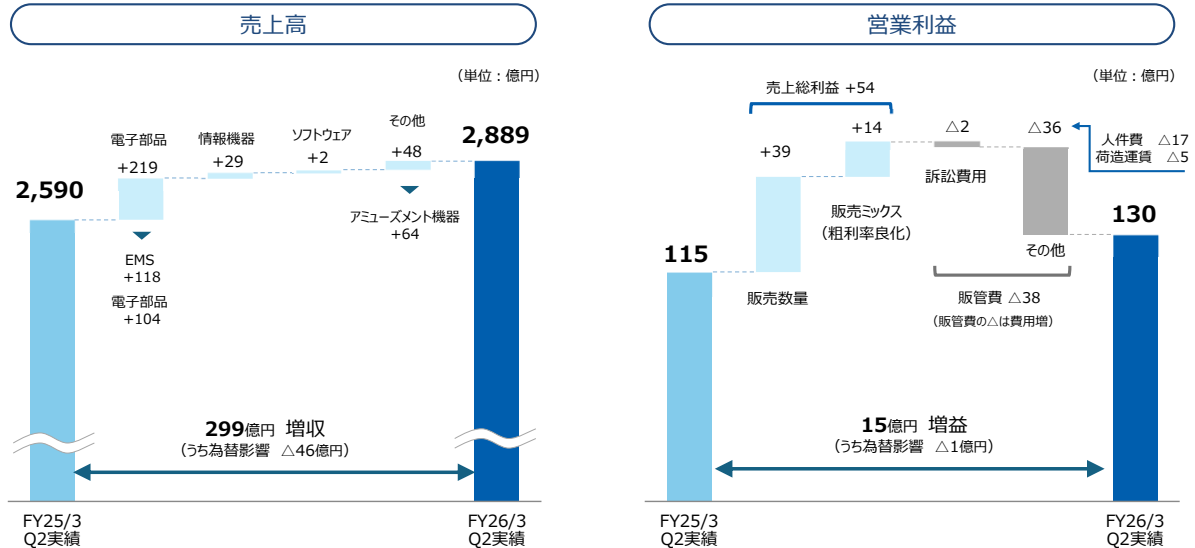 売上高
（単位：億円）
2,590
電子部品
+219
EMS
+118
電子部品
+104
情報機器
+29
ソフトウェア
+2
その他
+48
アミューズメント機器
+64
2,889
299億円 増収
（うち為替影響 △46億円）
FY25/3
Q2実績
FY26/3
Q2実績
営業利益
（単位：億円）
売上総利益 +54
115
+39
販売数量
+14
販売ミックス
（粗利率良化）
△2
訴訟費用
△36
その他
人件費 △17
荷造運賃 △5
販管費 △38
（販管費の△は費用増）
130
15億円 増益
（うち為替影響 △1億円）
FY25/3
Q2実績
FY26/3
Q2実績